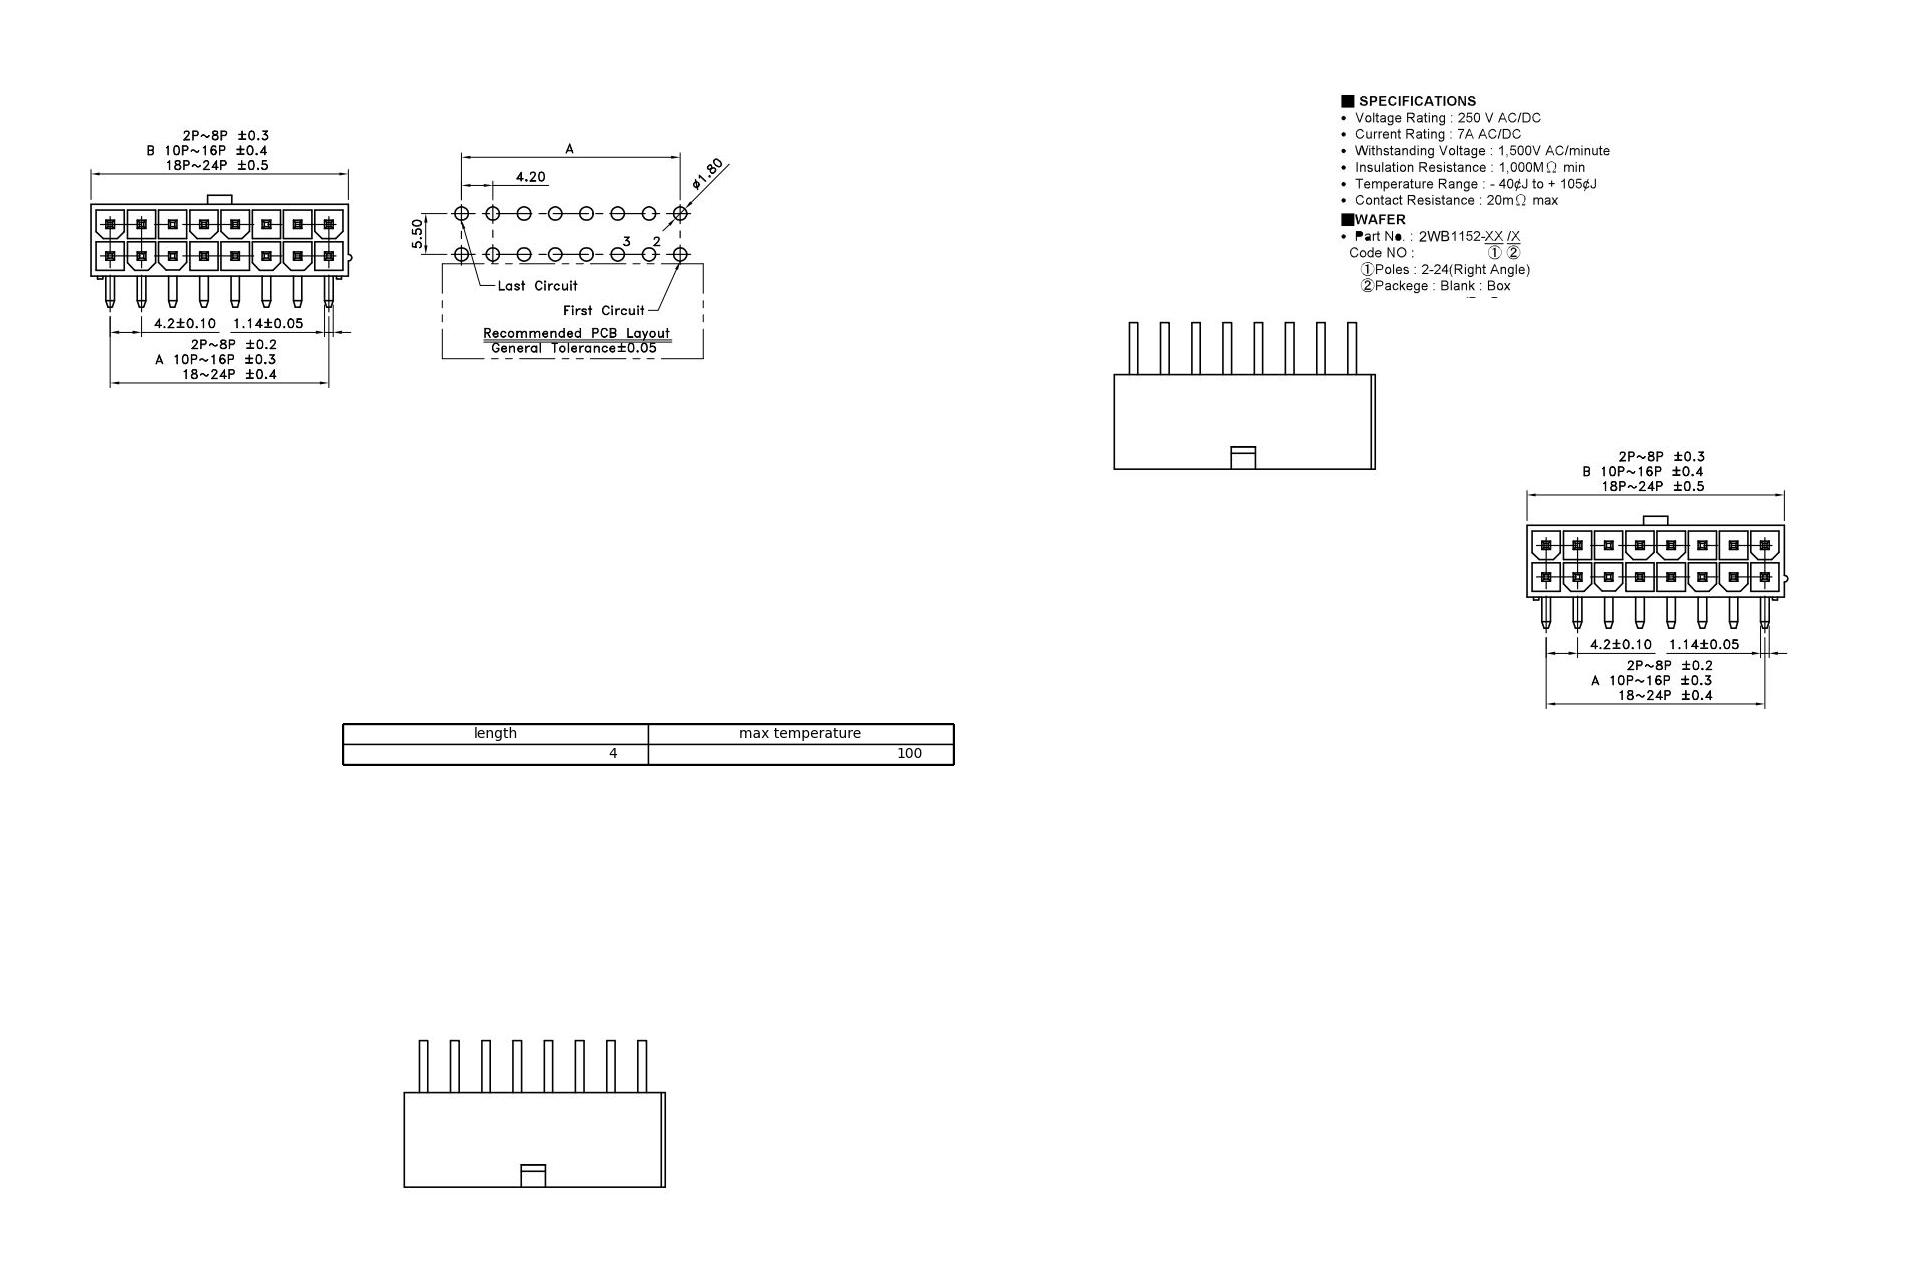 2P~8P ±0.3
B 10P~16P ±0.4
18P~24P ±0.5
4.2±0.10 1.14±0.05
2P~8P ±0.2
A 10P~16P ±0.3
18~24P ±0.4
A
4.20
ø1.80
5.50
3 2
Last Circuit
First Circuit
Recommended PCB Layout
General Tolerance±0.05
■ SPECIFICATIONS
• Voltage Rating : 250 V AC/DC
• Current Rating : 7A AC/DC
• Withstanding Voltage : 1,500V AC/minute
• Insulation Resistance : 1,000MΩ min
• Temperature Range : - 40¢J to + 105¢J
• Contact Resistance : 20mΩ max
■WAFER
• Part No. : 2WB1152-XX /X
Code NO : ① ②
①Poles : 2-24(Right Angle)
②Packege : Blank : Box
2P~8P ±0.3
B 10P~16P ±0.4
18P~24P ±0.5
4.2±0.10 1.14±0.05
2P~8P ±0.2
A 10P~16P ±0.3
18~24P ±0.4
length max temperature
4 100